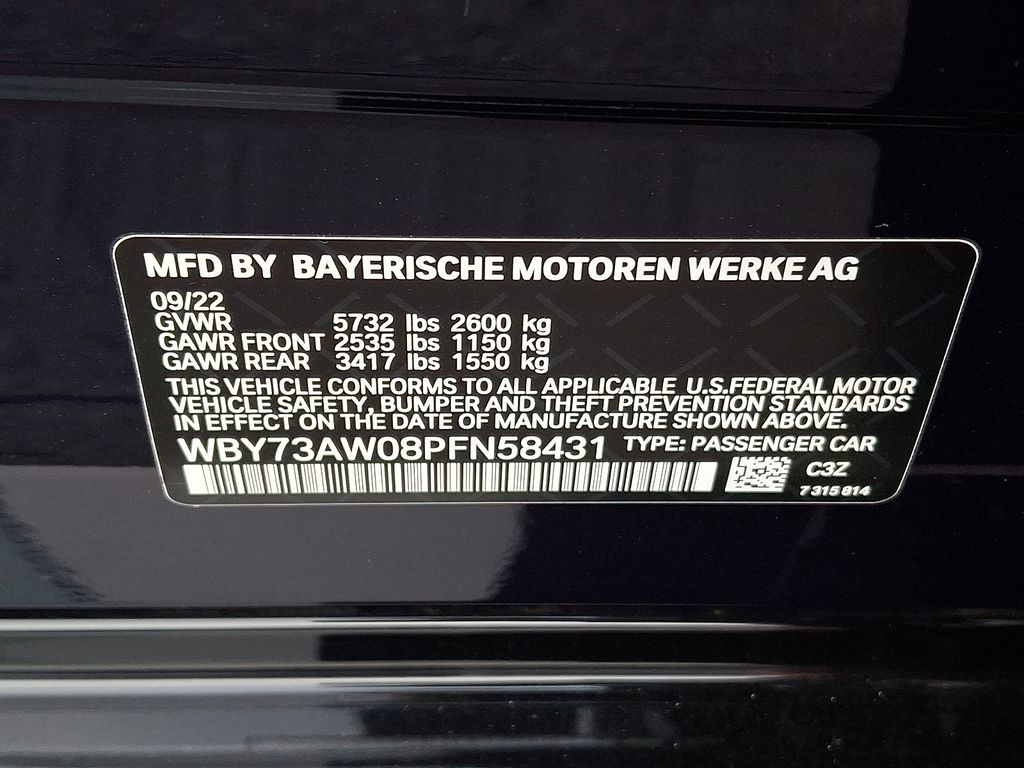 MFD BY BAYERISCHE MOTOREN WERKE AG
09/22
GVWR 5732 lbs 2600 kg
GAWR FRONT 2535 lbs 1150 kg
GAWR REAR 3417 lbs 1550 kg
THIS VEHICLE CONFORMS TO ALL APPLICABLE U.S.FEDERAL MOTOR
VEHICLE SAFETY, BUMPER AND THEFT PREVENTION STANDARDS
IN EFFECT ON THE DATE OF MANUFACTURE SHOWN ABOVE.
WBY73AW08PFN58431 TYPE: PASSENGER CAR
C3Z
7 315 814